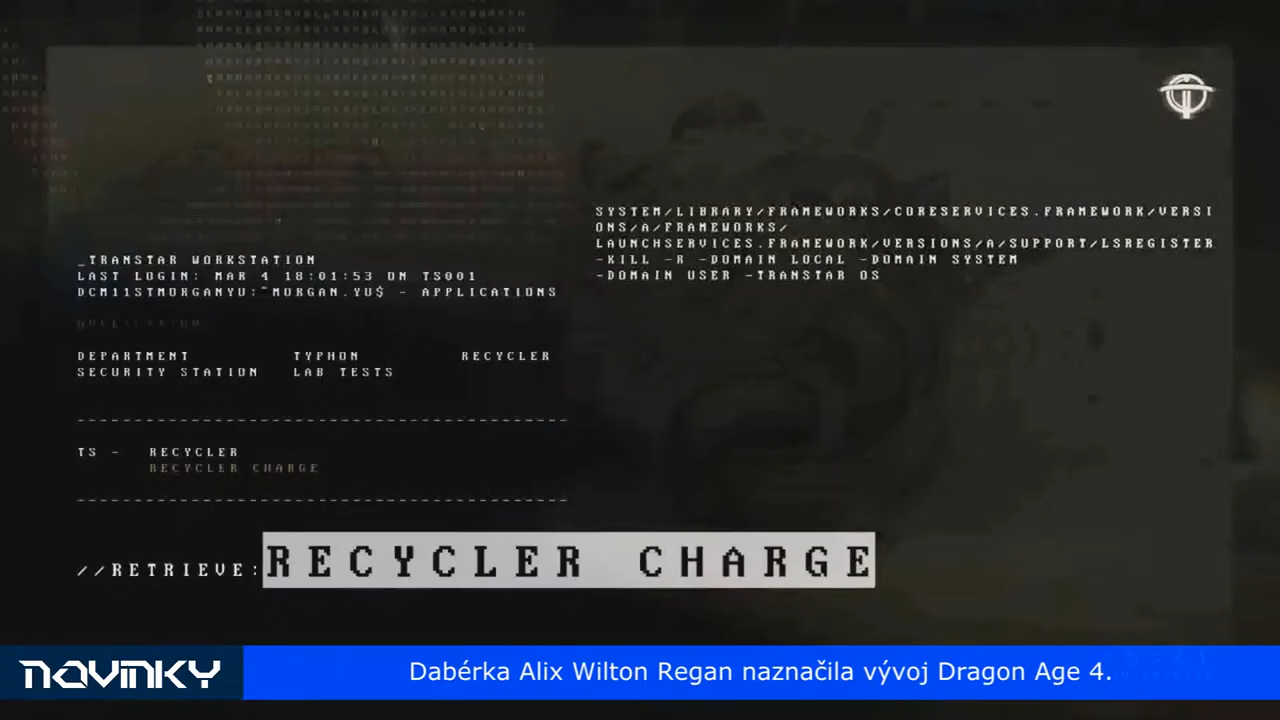 _TRANSTAR WORKSTATION
LAST LOGIN: MAR 4 18:01:53 ON TS001
DCM11STMORGANYU:~MORGAN.YU$ - APPLICATIONS
APPLICATION
DEPARTMENT TYPHON RECYCLER
SECURITY STATION LAB TESTS
TS - RECYCLER
RECYCLER CHARGE
//RETRIEVE:RECYCLER CHARGE
SYSTEM/LIBRARY/FRAMEWORKS/CORESERVICES.FRAMEWORK/VERSI
ONS/A/FRAMEWORKS/
LAUNCHSERVICES.FRAMEWORK/VERSIONS/A/SUPPORT/LSREGISTER
-KILL -R -DOMAIN LOCAL -DOMAIN SYSTEM
-DOMAIN USER -TRANSTAR OS
NOVINKY
Dabérka Alix Wilton Regan naznačila vývoj Dragon Age 4.